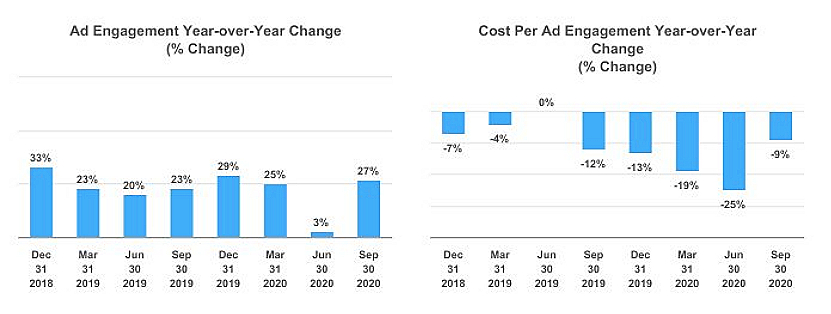 Ad Engagement Year-over-Year Change
(% Change)
33%
23%
20%
23%
29%
25%
3%
27%
Dec Mar Jun Sep Dec Mar Jun Sep
31 31 30 30 31 31 30 30
2018 2019 2019 2019 2019 2020 2020 2020
Cost Per Ad Engagement Year-over-Year
Change
(% Change)
-7%
-4%
0%
-12%
-13%
-19%
-25%
-9%
Dec Mar Jun Sep Dec Mar Jun Sep
31 31 30 30 31 31 30 30
2018 2019 2019 2019 2019 2020 2020 2020